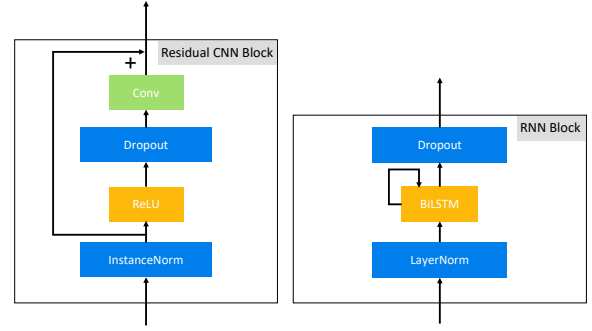 Residual CNN Block
+
Conv
Dropout
ReLU
InstanceNorm
RNN Block
Dropout
BiLSTM
LayerNorm